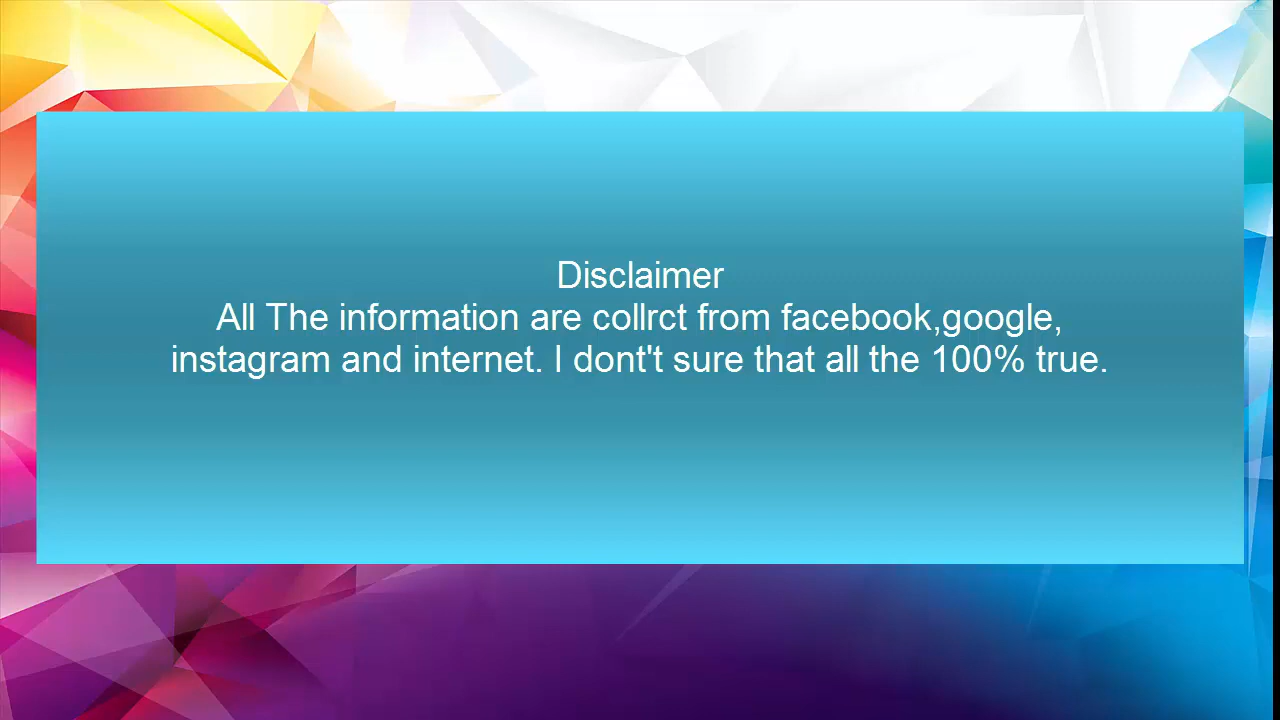 Disclaimer
All The information are collrct from facebook,google,
instagram and internet. I dont't sure that all the 100% true.